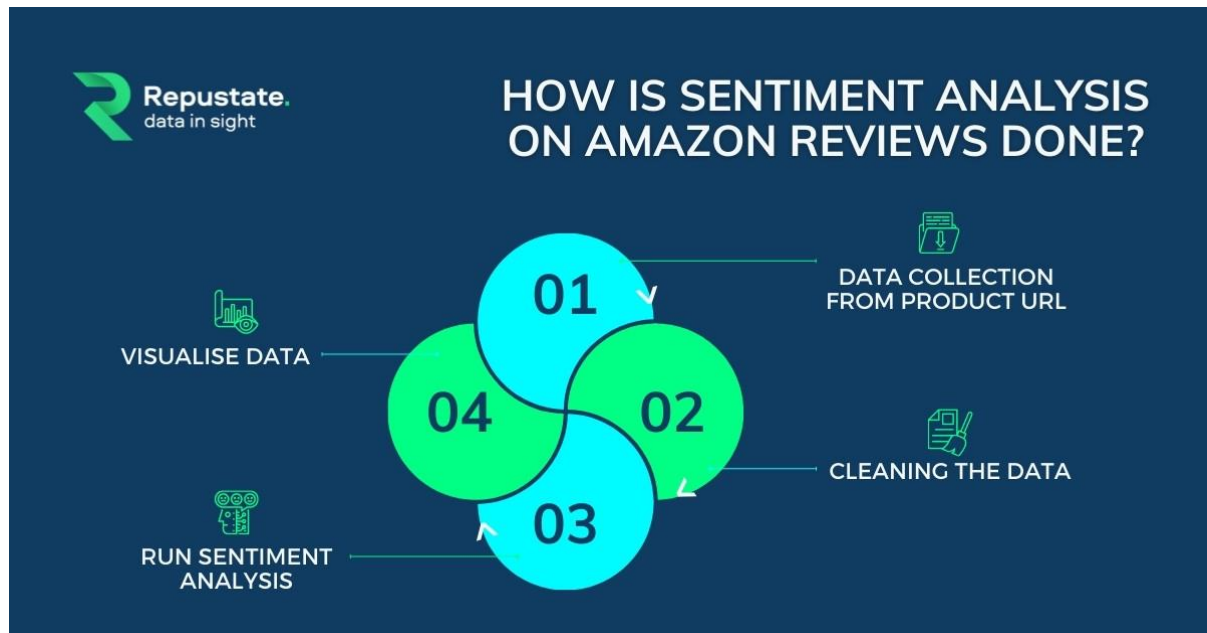 Repustate.
data in sight
HOW IS SENTIMENT ANALYSIS
ON AMAZON REVIEWS DONE?
01
DATA COLLECTION
FROM PRODUCT URL
02
CLEANING THE DATA
03
RUN SENTIMENT
ANALYSIS
04
VISUALISE DATA